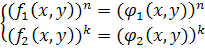 {((f₁(x,y))ⁿ = (φ₁(x,y))ⁿ
((f₂(x,y))ᵏ = (φ₂(x,y))ᵏ